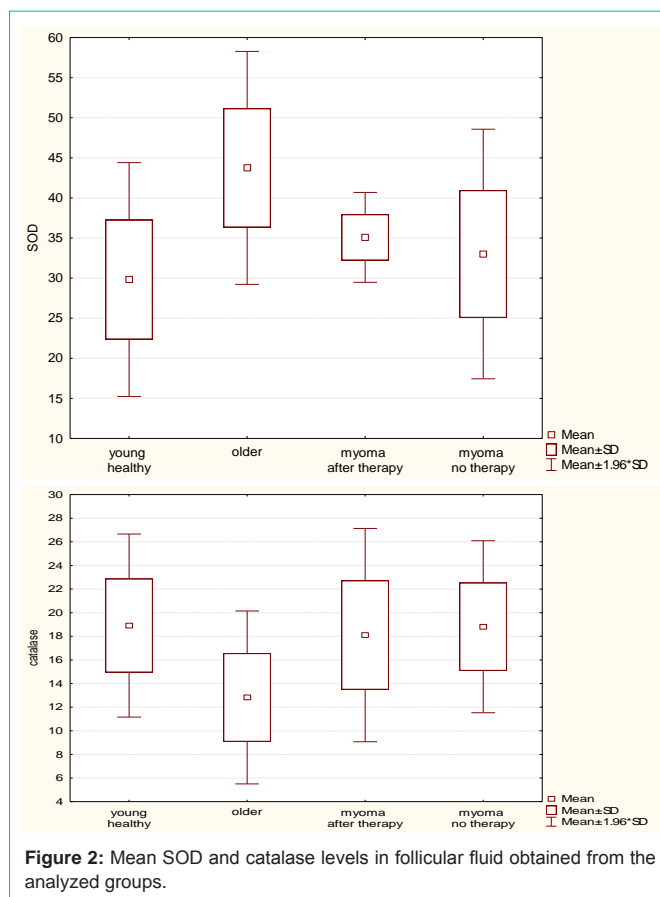 60
55
50
45
40
35
30
25
20
15
10
SOD
young
healthy
older
myoma
after therapy
myoma
no therapy
Mean
Mean±SD
Mean±1.96*SD
30
28
26
24
22
20
18
16
14
12
10
8
6
4
catalase
young
healthy
older
myoma
after therapy
myoma
no therapy
Mean
Mean±SD
Mean±1.96*SD
Figure 2: Mean SOD and catalase levels in follicular fluid obtained from the
analyzed groups.